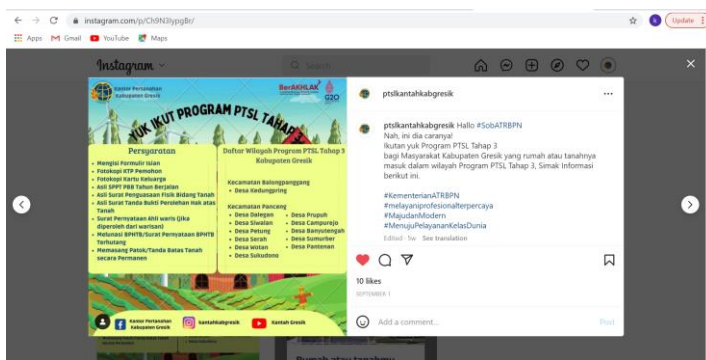 instagram.com/p/Ch9N3lypgBr/
Update
Apps
Gmail
YouTube
Maps
Instagram
Search
Kantor Pertanahan
Kabupaten Gresik
BerAKHLAK
G20
YUK IKUT PROGRAM PTSL TAHAP 3
Persyaratan
• Mengisi Formulir Isian
• Fotokopi KTP Pemohon
• Fotokopi Kartu Keluarga
• Asli SPPT PBB Tahun Berjalan
• Asli Surat Penguasaan Fisik Bidang Tanah
• Asli Surat Tanda Bukti Perolehan Hak atas
Tanah
• Surat Pernyataan Ahli waris (jika
diperoleh dari warisan)
• Melunasi BPHTB/Surat Pernyataan BPHTB
Terhutang
• Memasang Patok/Tanda Batas Tanah
secara Permanen
Daftar Wilayah Program PTSL Tahap 3
Kabupaten Gresik
Kecamatan Balongpanggang
• Desa Kedungpring
Kecamatan Panceng
• Desa Dalegan
• Desa Siwalan
• Desa Petung
• Desa Serah
• Desa Wotan
• Desa Sukudono
• Desa Prupuh
• Desa Campurejo
• Desa Banyutengah
• Desa Sumurber
• Desa Pantenan
Kantor Pertanahan
Kabupaten Gresik
kantahkabgresik
Kantah Gresik
ptslkantahkabgresik
ptslkantahkabgresik Hallo #SobATRBPN
Nah, ini dia caranya!
Ikutan yuk Program PTSL Tahap 3
bagi Masyarakat Kabupaten Gresik yang rumah atau tanahnya
masuk dalam wilayah Program PTSL Tahap 3, Simak Informasi
berikut ini.
#KementerianATRBPN
#melayaniprofesionalterpercaya
#MajudanModern
#MenujuPelayananKelasDunia
Edited · 5w See translation
10 likes
SEPTEMBER 1
Add a comment...
Post
Rumah atau tanahmu